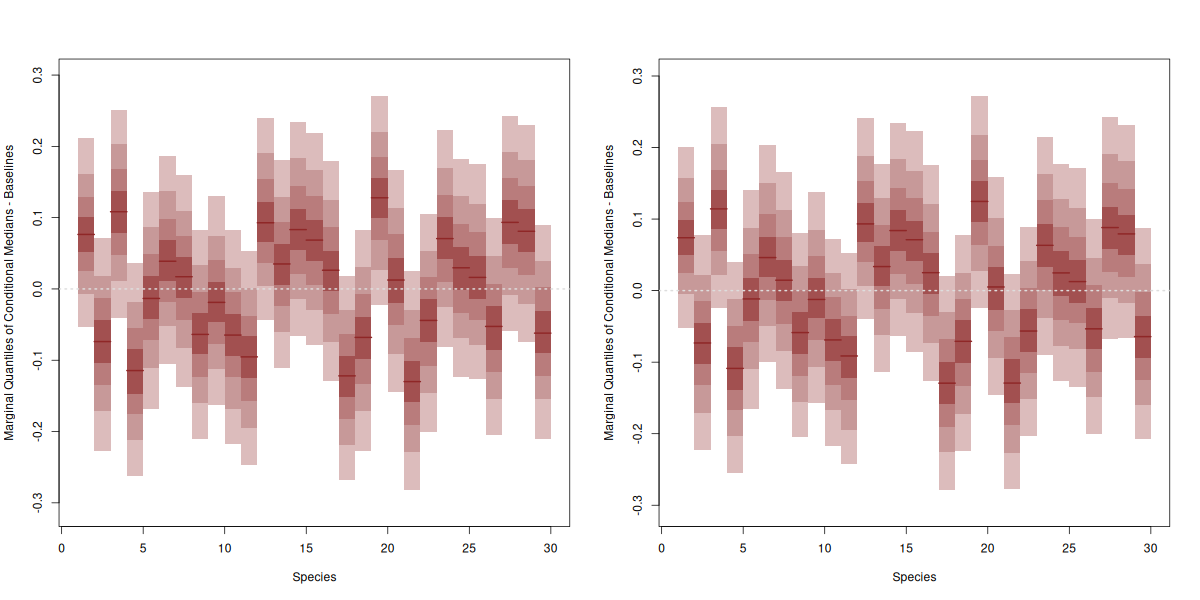 Marginal Quantiles of Conditional Medians - Baselines
0.3
0.2
0.1
0.0
-0.1
-0.2
-0.3
0 5 10 15 20 25 30
Species
Marginal Quantiles of Conditional Medians - Baselines
0.3
0.2
0.1
0.0
-0.1
-0.2
-0.3
0 5 10 15 20 25 30
Species